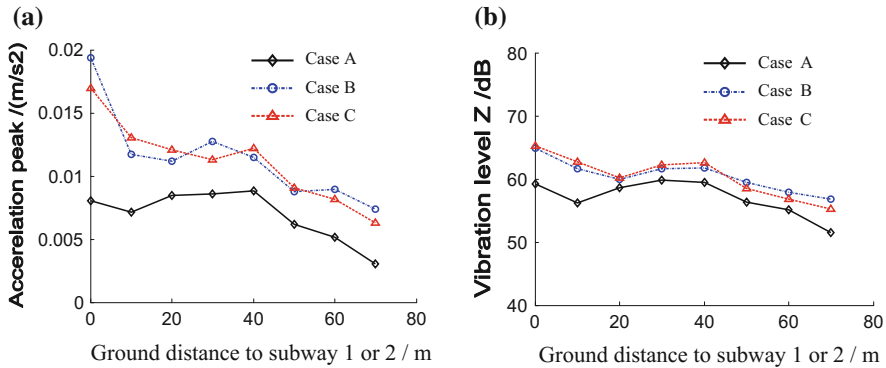 (a)
0.02
0.015
0.01
0.005
0
0 20 40 60 80
Accerelation peak /(m/s2)
Case A
Case B
Case C
Ground distance to subway 1 or 2 / m
(b)
80
70
60
50
40
0 20 40 60 80
Vibration level Z /dB
Case A
Case B
Case C
Ground distance to subway 1 or 2 / m